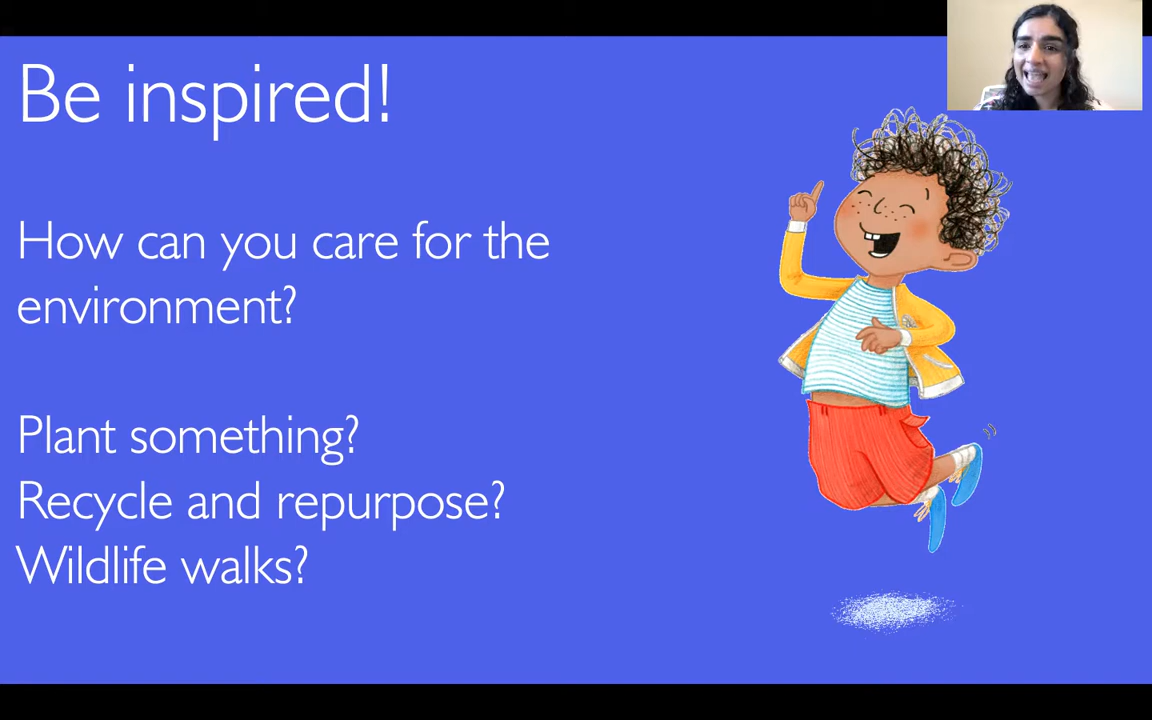 Be inspired!
How can you care for the
environment?
Plant something?
Recycle and repurpose?
Wildlife walks?